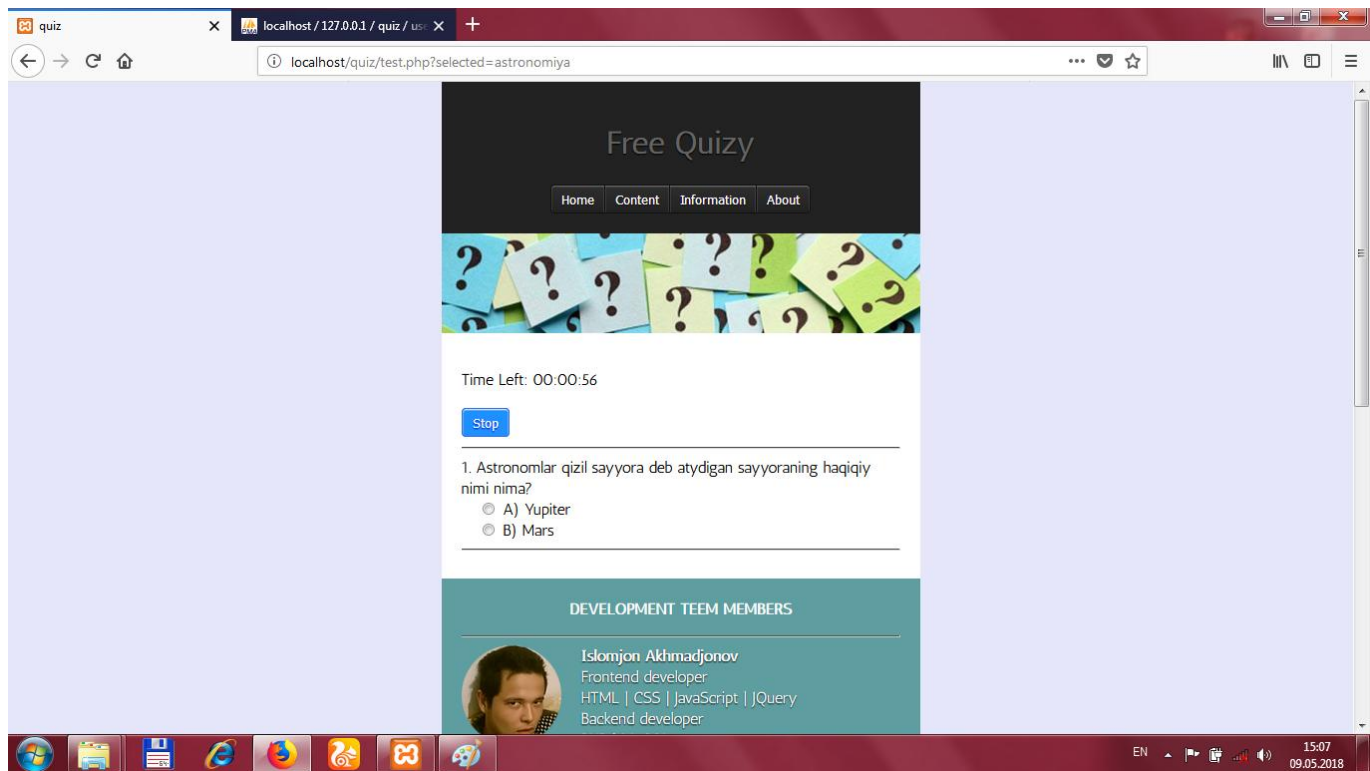 quiz
localhost / 127.0.0.1 / quiz / use
localhost/quiz/test.php?selected=astronomiya
Free Quizy
Home Content Information About
? ? ? ? ? ? ? ? ?
Time Left: 00:00:56
Stop
1. Astronomlar qizil sayyora deb atydigan sayyoraning haqiqiy
nimi nima?
A) Yupiter
B) Mars
DEVELOPMENT TEEM MEMBERS
Islomjon Akhmadjonov
Frontend developer
HTML | CSS | JavaScript | JQuery
Backend developer
EN 15:07
09.05.2018